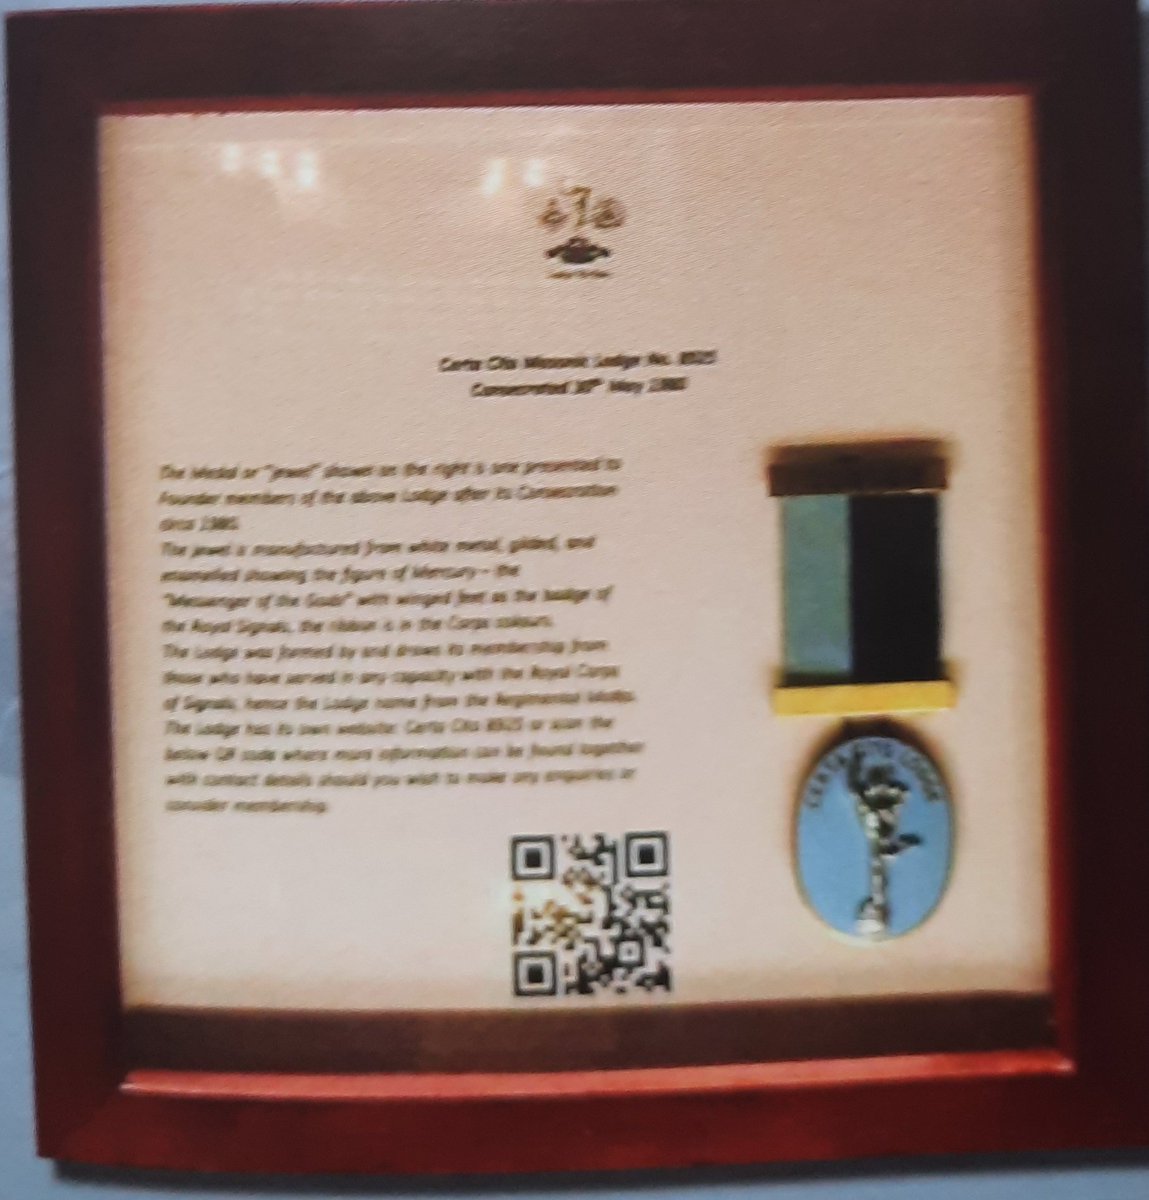 Certa Cito Masonic Lodge No. 8925
Consecrated 30th May 1980
The Medal or "Jewel" shown on the right is one presented to
Founder members of the above Lodge after its Consecration
circa 1980.
The jewel is manufactured from white metal, gilded, and
enamelled showing the figure of Mercury – the
"Messenger of the Gods" with winged feet as the badge of
the Royal Signals, the ribbon is in the Corps colours.
The Lodge was formed by and draws its membership from
those who have served in any capacity with the Royal Corps
of Signals, hence the Lodge name from the Regimental Motto.
The Lodge has its own website: Certa Cito 8925 or scan the
below QR code where more information can be found together
with contact details should you wish to make any enquiries or
consider membership.
CERTA CITO LODGE